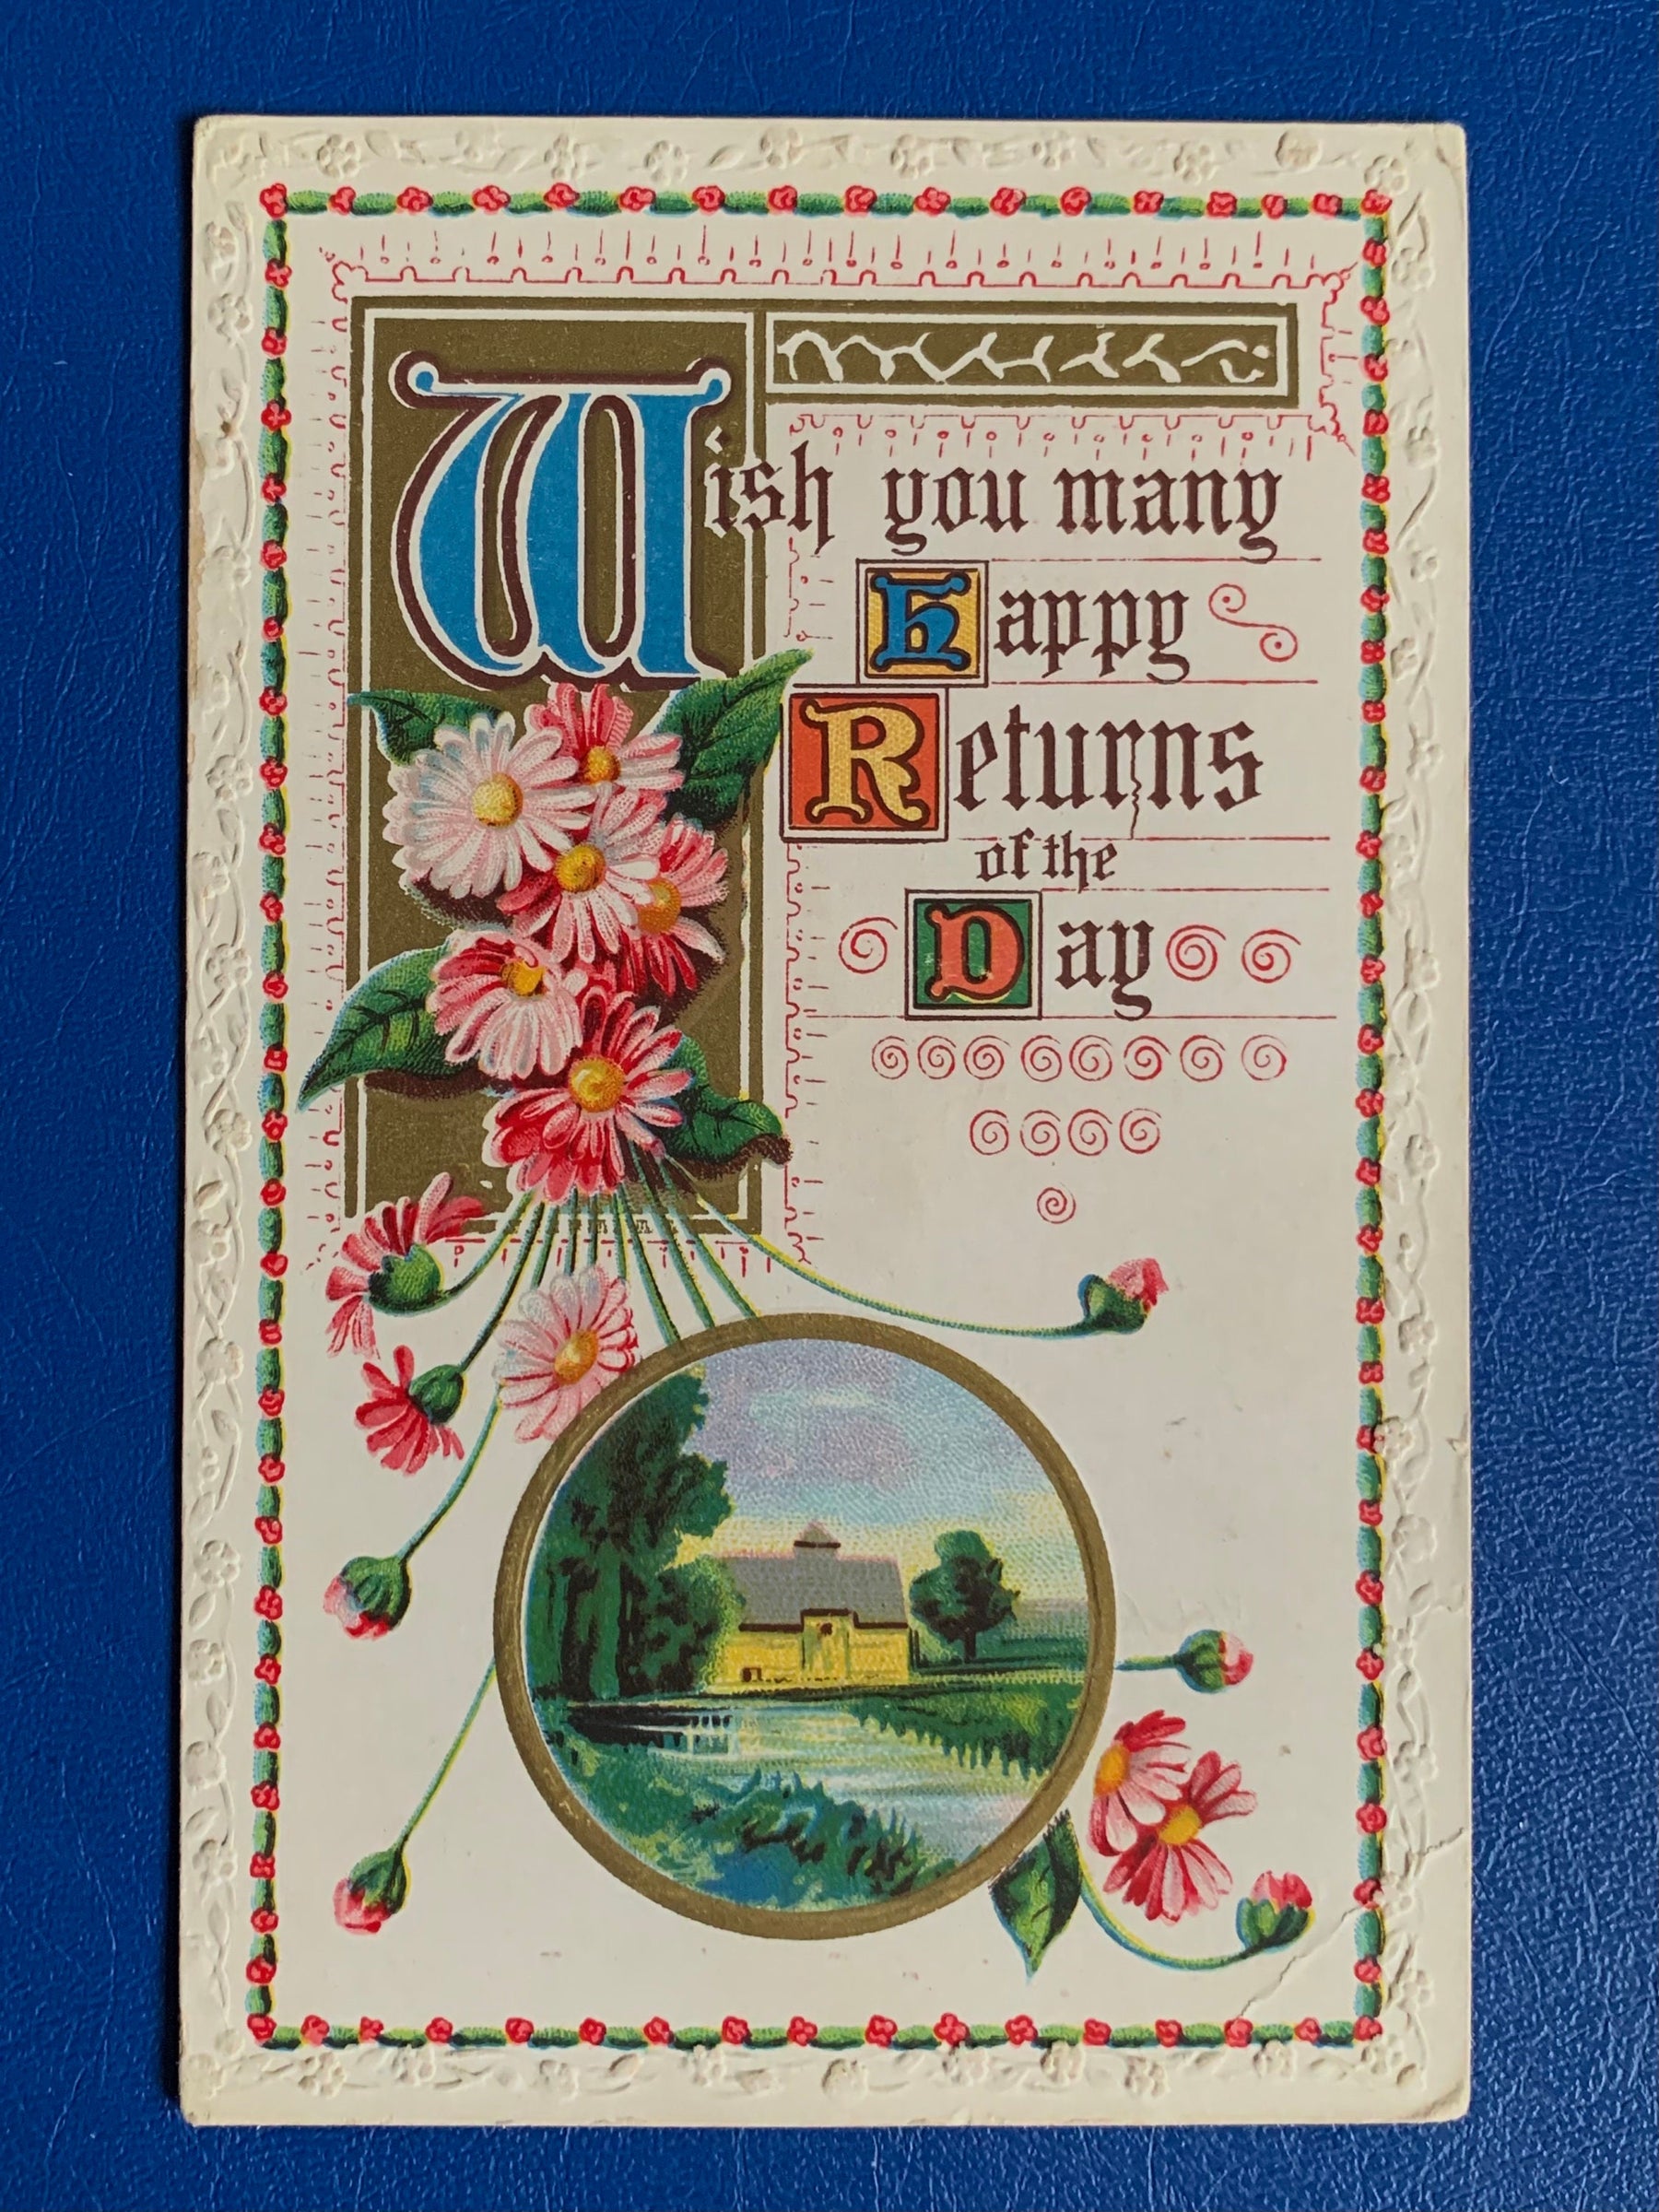 Wish you many
Happy
Returns
of the
Day